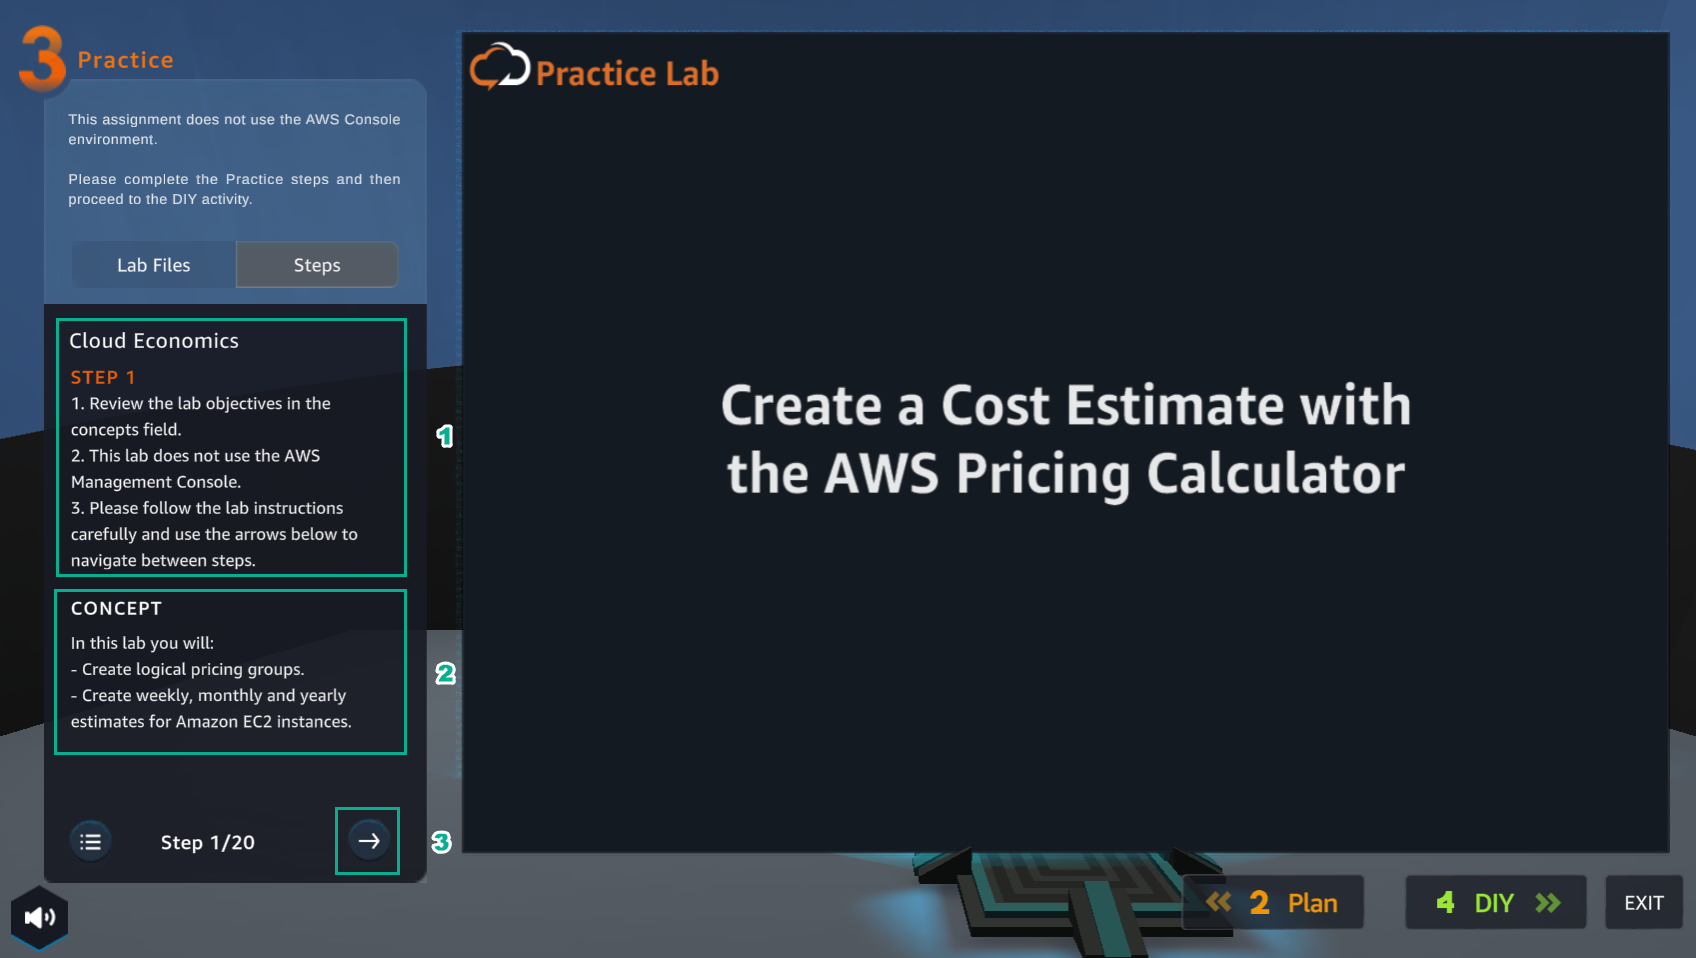 3 Practice
This assignment does not use the AWS Console
environment.
Please complete the Practice steps and then
proceed to the DIY activity.
Lab Files
Steps
Cloud Economics
STEP 1
1. Review the lab objectives in the
concepts field.
2. This lab does not use the AWS
Management Console.
3. Please follow the lab instructions
carefully and use the arrows below to
navigate between steps.
1
CONCEPT
In this lab you will:
- Create logical pricing groups.
- Create weekly, monthly and yearly
estimates for Amazon EC2 instances.
2
Step 1/20
3
Practice Lab
Create a Cost Estimate with
the AWS Pricing Calculator
2 Plan
4 DIY
EXIT